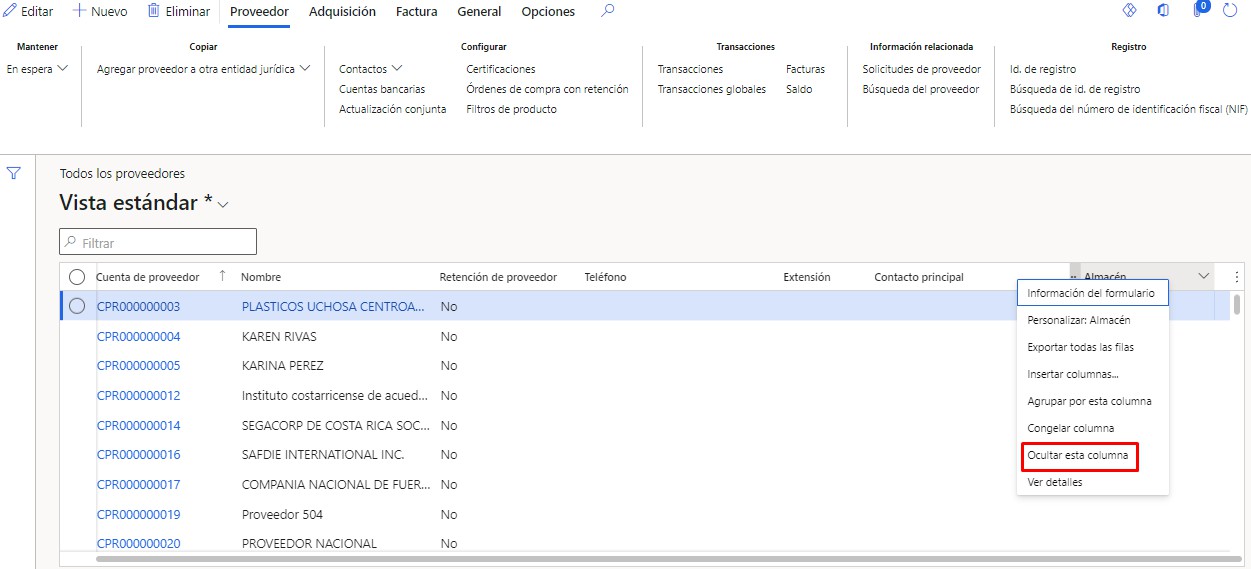 Editar Nuevo Eliminar Proveedor Adquisición Factura General Opciones 0
Mantener Copiar Configurar Transacciones Información relacionada Registro
En espera Agregar proveedor a otra entidad jurídica Contactos Certificaciones Transacciones Facturas Solicitudes de proveedor Id. de registro
Cuentas bancarias Órdenes de compra con retención Transacciones globales Saldo Búsqueda del proveedor Búsqueda de id. de registro
Actualización conjunta Filtros de producto Búsqueda del número de identificación fiscal (NIF)
Todos los proveedores
Vista estándar *
Filtrar
Cuenta de proveedor Nombre Retención de proveedor Teléfono Extensión Contacto principal Almacén
CPR000000003 PLASTICOS UCHOSA CENTROA... No
CPR000000004 KAREN RIVAS No
CPR000000005 KARINA PEREZ No
CPR000000012 Instituto costarricense de acued... No
CPR000000014 SEGACORP DE COSTA RICA SOC... No
CPR000000016 SAFDIE INTERNATIONAL INC. No
CPR000000017 COMPANIA NACIONAL DE FUER... No
CPR000000019 Proveedor 504 No
CPR000000020 PROVEEDOR NACIONAL No
Información del formulario
Personalizar: Almacén
Exportar todas las filas
Insertar columnas...
Agrupar por esta columna
Congelar columna
Ocultar esta columna
Ver detalles